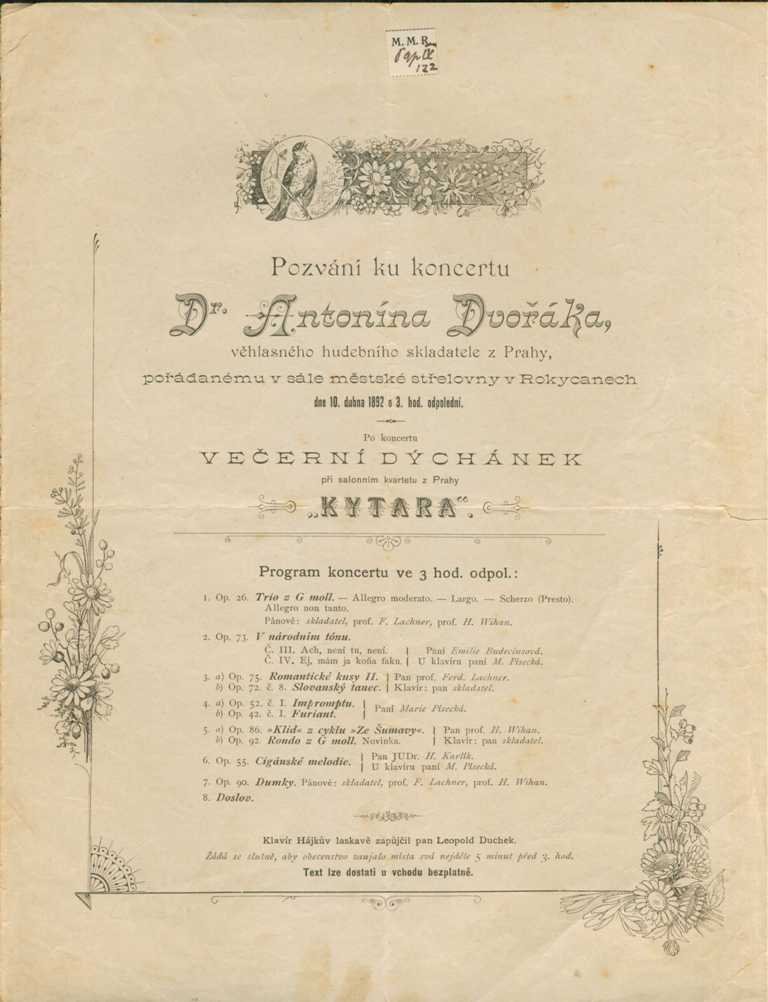 M. M. R.
122
Pozvání ku koncertu
Dr. Antonína Dvořáka,
věhlasného hudebního skladatele z Prahy,
pořádanému v sále městské střelovny v Rokycanech
dne 10. dubna 1892 o 3. hod. odpolední.
Po koncertu
VEČERNÍ DÝCHÁNEK
při salonním kvartetu z Prahy
„KYTARA“.
Program koncertu ve 3 hod. odpol.:
1. Op. 26. Trio z G moll. — Allegro moderato. — Largo. — Scherzo (Presto).
Allegro non tanto.
Pánové: skladatel, prof. F. Lachner, prof. H. Wihan.
2. Op. 73. V národním tónu.
Č. III. Ach, není tu, není. | Paní Emilie Budecinsová.
Č. IV. Ej, mám ja koňa faku. | U klavíru paní M. Písecká.
3. a) Op. 75. Romantické kusy II. | Pan prof. Ferd. Lachner.
b) Op. 72. č. 8. Slovanský tanec. | Klavír: pan skladatel.
4. a) Op. 52. č. I. Impromptu. | Paní Marie Písecká.
b) Op. 42. č. I. Furiant.
5. a) Op. 86. »Klid« z cyklu »Ze Šumavy«. | Pan prof. H. Wihan.
b) Op. 92. Rondo z G moll. Novinka. | Klavír: pan skladatel.
6. Op. 55. Cigánské melodie. | Pan JUDr. H. Karlík.
U klavíru paní M. Písecká.
7. Op. 90. Dumky. Pánové: skladatel, prof. F. Lachner, prof. H. Wihan.
8. Doslov.
Klavír Hájkův laskavě zapůjčil pan Leopold Duchek.
Žádá se slušně, aby obecenstvo zaujalo místa svá nejdéle 5 minut před 3. hod.
Text lze dostati u vchodu bezplatně.